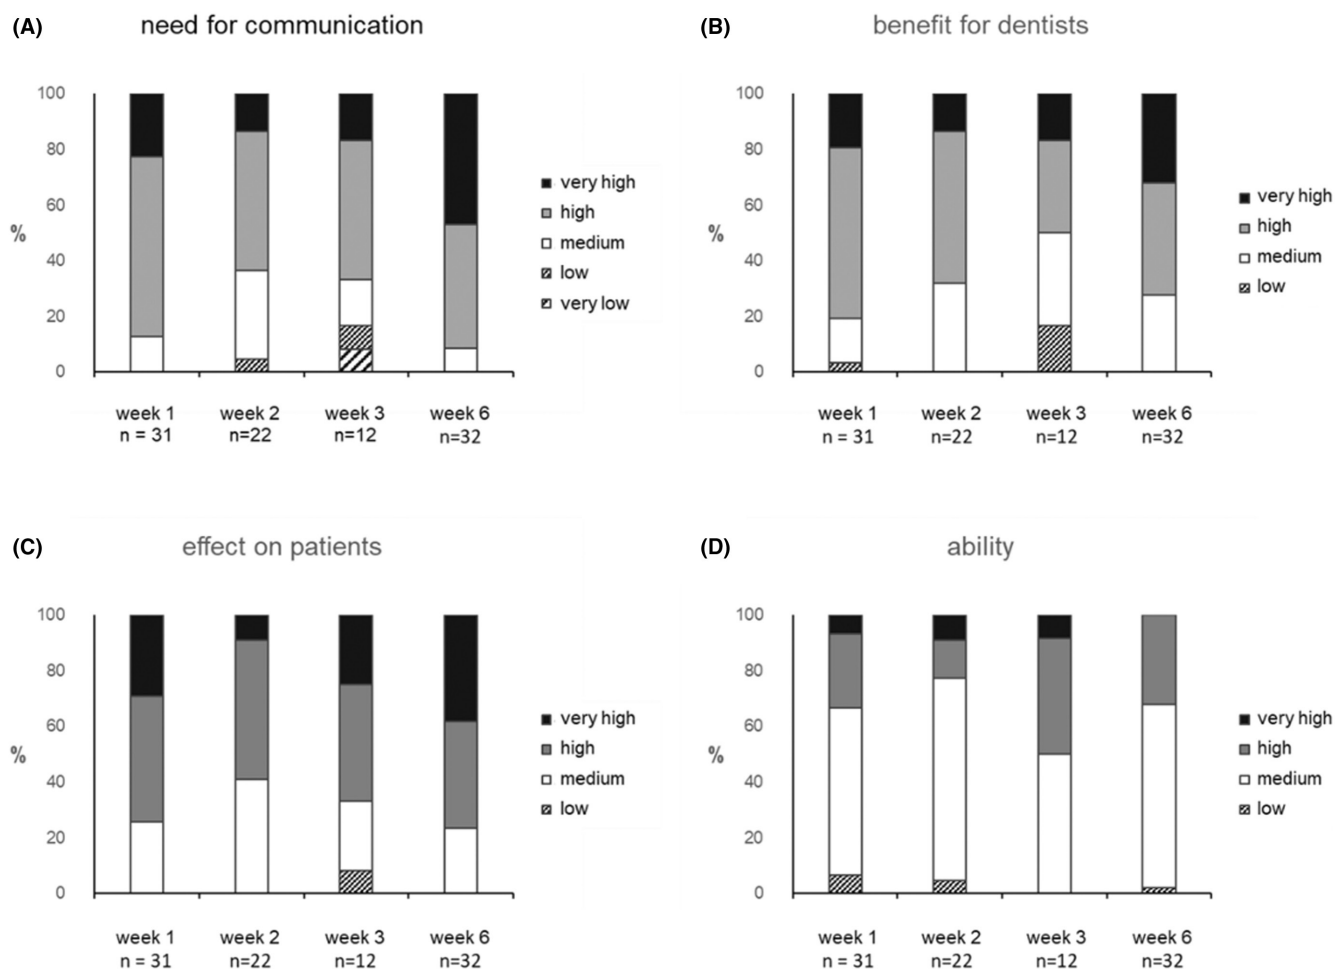 (A) need for communication
100
80
60
%
40
20
0
week 1 week 2 week 3 week 6
n = 31 n=22 n=12 n=32
very high
high
medium
low
very low
(B) benefit for dentists
100
80
60
%
40
20
0
week 1 week 2 week 3 week 6
n = 31 n=22 n=12 n=32
very high
high
medium
low
(C) effect on patients
100
80
60
%
40
20
0
week 1 week 2 week 3 week 6
n = 31 n=22 n=12 n=32
very high
high
medium
low
(D) ability
100
80
60
%
40
20
0
week 1 week 2 week 3 week 6
n = 31 n=22 n=12 n=32
very high
high
medium
low